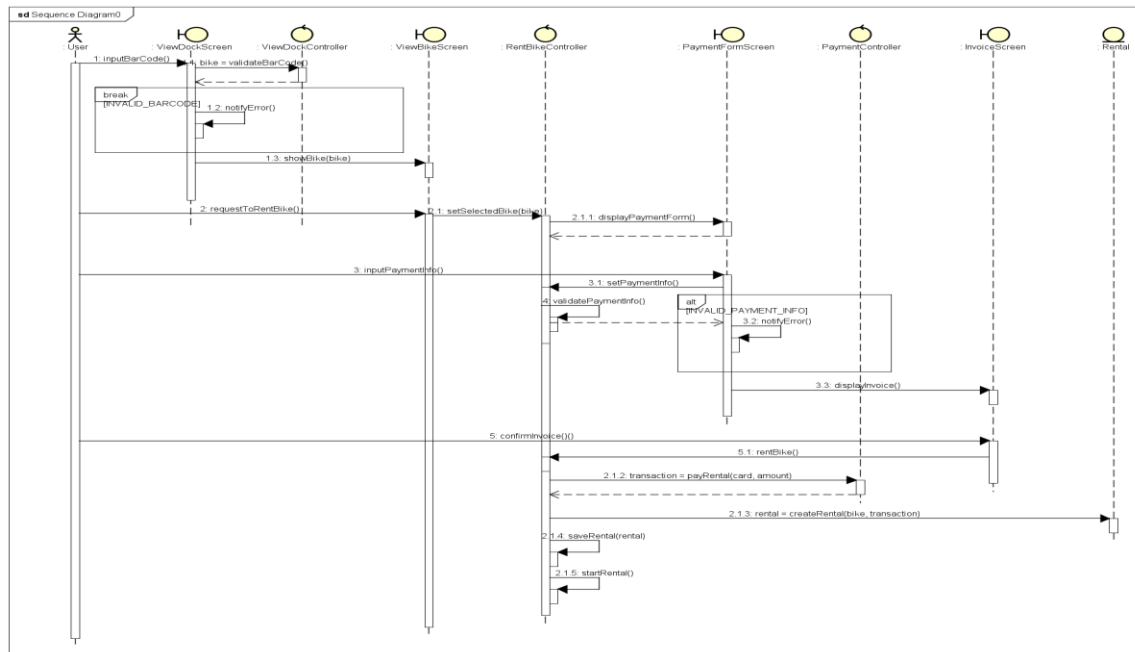 sd Sequence Diagram0
: User
: ViewDockScreen
: ViewDockController
: ViewBikeScreen
: RentBikeController
: PaymentFormScreen
: PaymentController
: InvoiceScreen
: Rental
1: inputBarCode()
bike = validateBarCode()
break
[INVALID_BARCODE]
1.2: notifyError()
1.3: showBike(bike)
2: requestToRentBike()
2.1: setSelectedBike(bike)
2.1.1: displayPaymentForm()
3: inputPaymentInfo()
3.1: setPaymentInfo()
4: validatePaymentInfo()
alt
[INVALID_PAYMENT_INFO]
3.2: notifyError()
3.3: displayInvoice()
5: confirmInvoice()()
5.1: rentBike()
2.1.2: transaction = payRental(card, amount)
2.1.3: rental = createRental(bike, transaction)
2.1.4: saveRental(rental)
2.1.5: startRental()